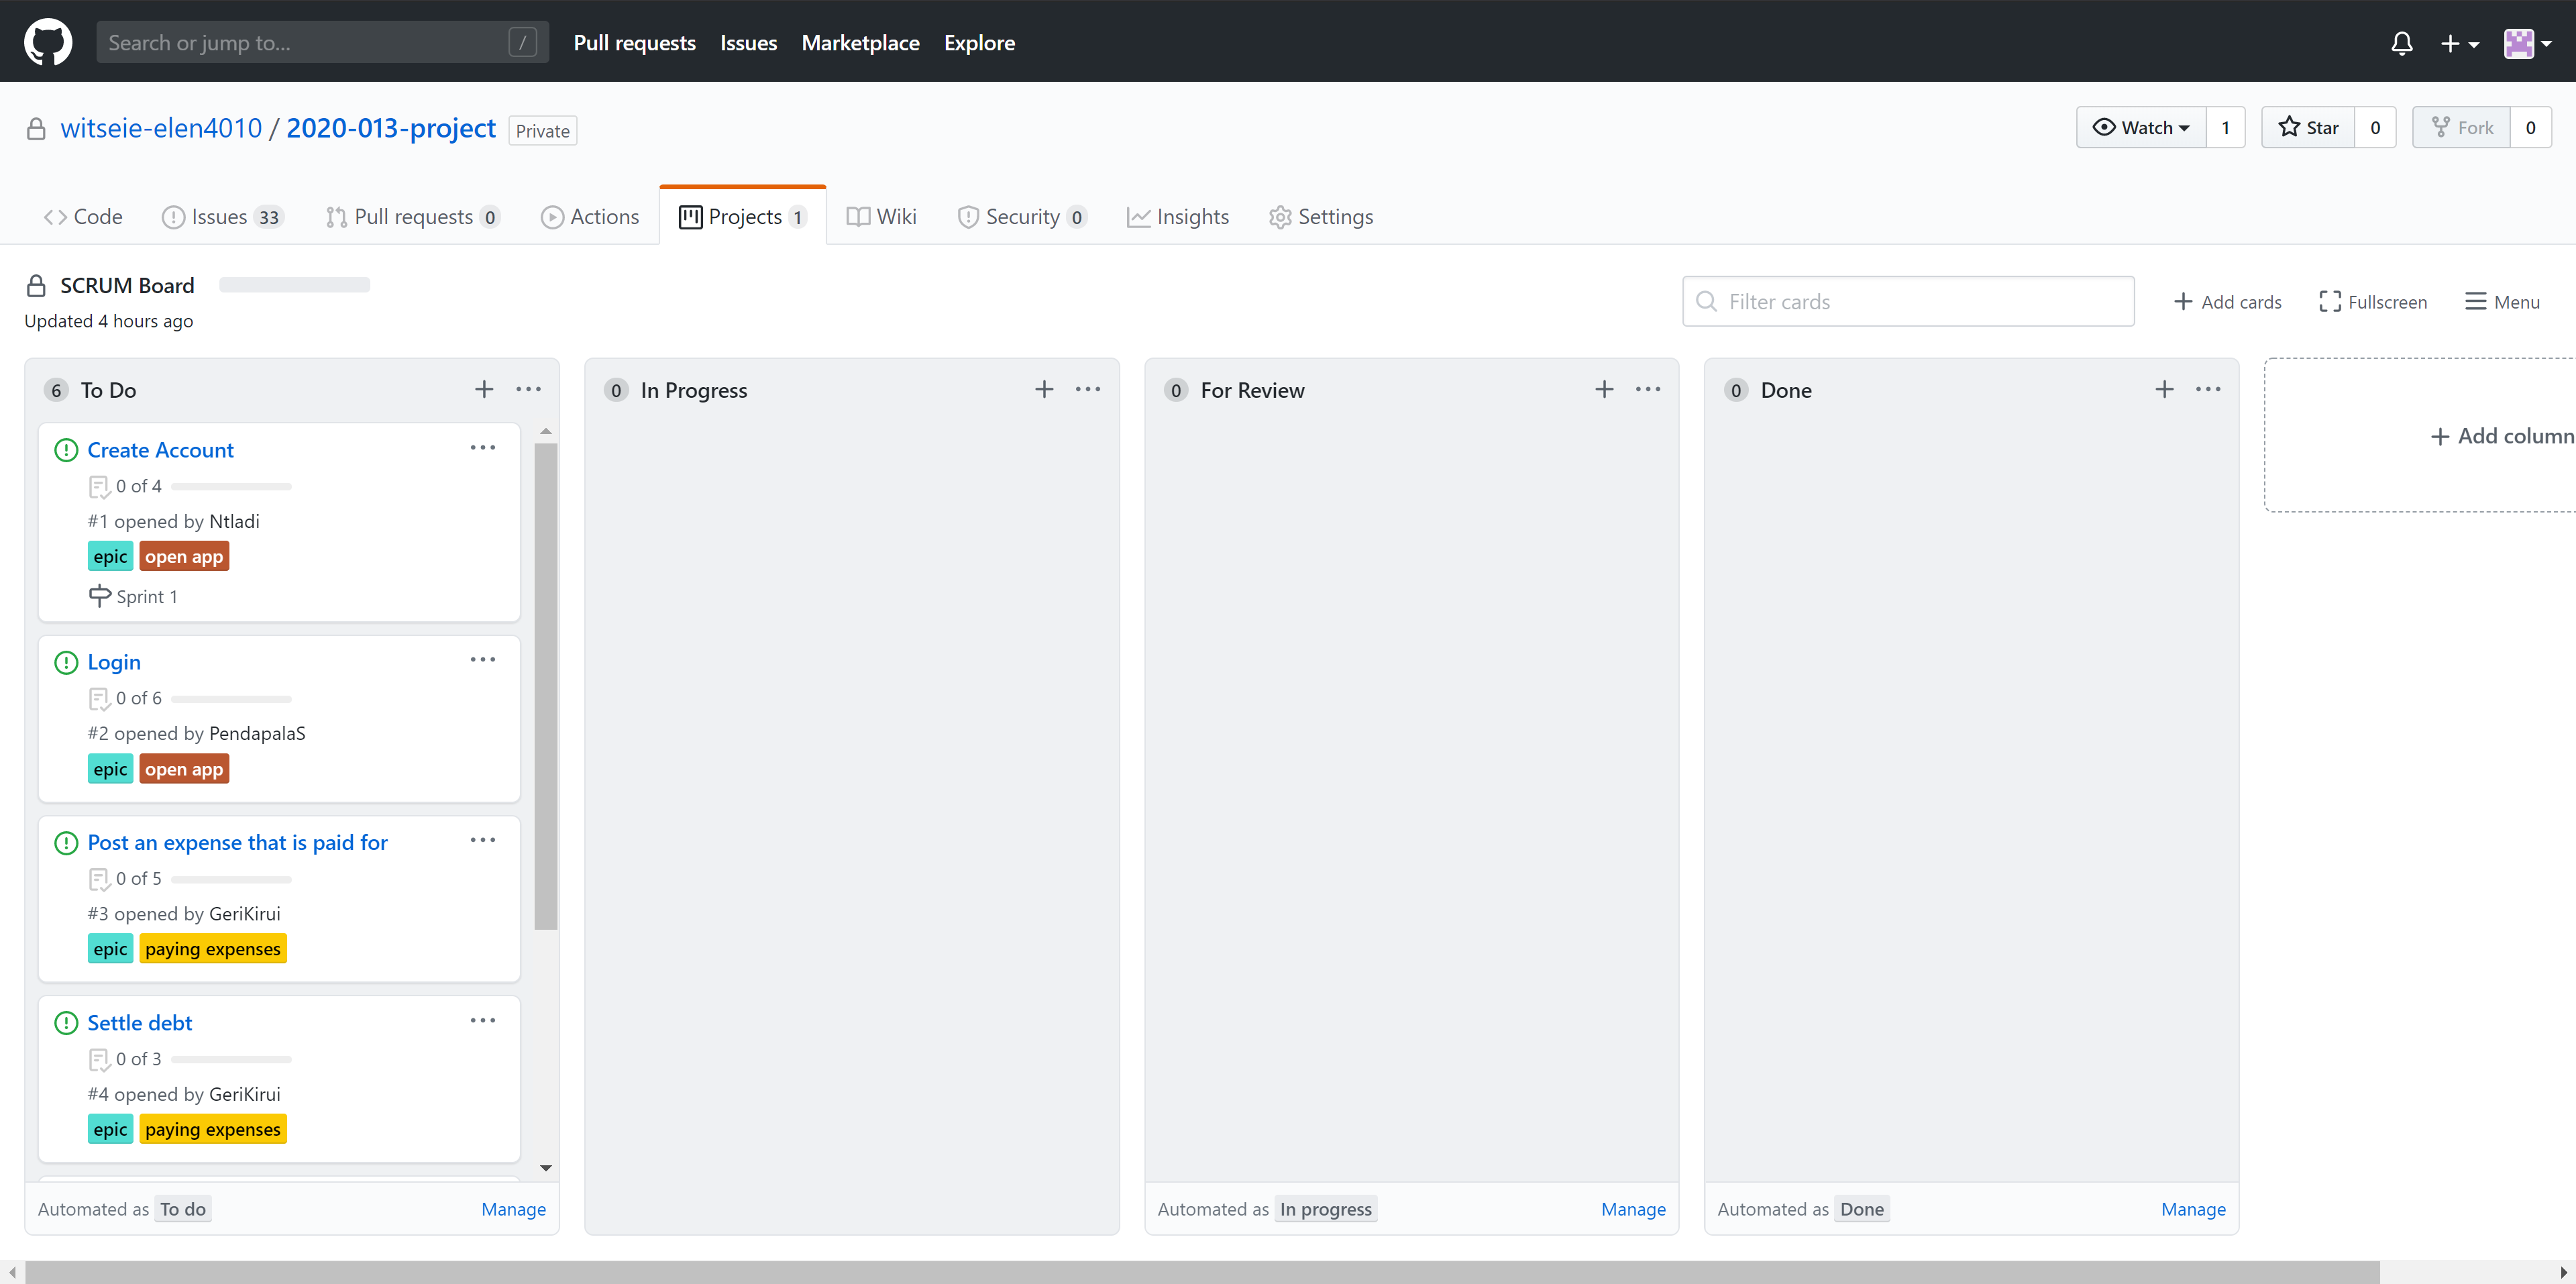 Search or jump to... /
Pull requests Issues Marketplace Explore
witseie-elen4010 / 2020-013-project Private
Watch 1 Star 0 Fork 0
Code Issues 33 Pull requests 0 Actions Projects 1 Wiki Security 0 Insights Settings
SCRUM Board
Updated 4 hours ago
Filter cards
Add cards Fullscreen Menu
6 To Do
Create Account
0 of 4
#1 opened by Ntladi
epic open app
Sprint 1
Login
0 of 6
#2 opened by PendapalaS
epic open app
Post an expense that is paid for
0 of 5
#3 opened by GeriKirui
epic paying expenses
Settle debt
0 of 3
#4 opened by GeriKirui
epic paying expenses
Automated as To do Manage
0 In Progress
0 For Review
Automated as In progress Manage
0 Done
Automated as Done Manage
Add column